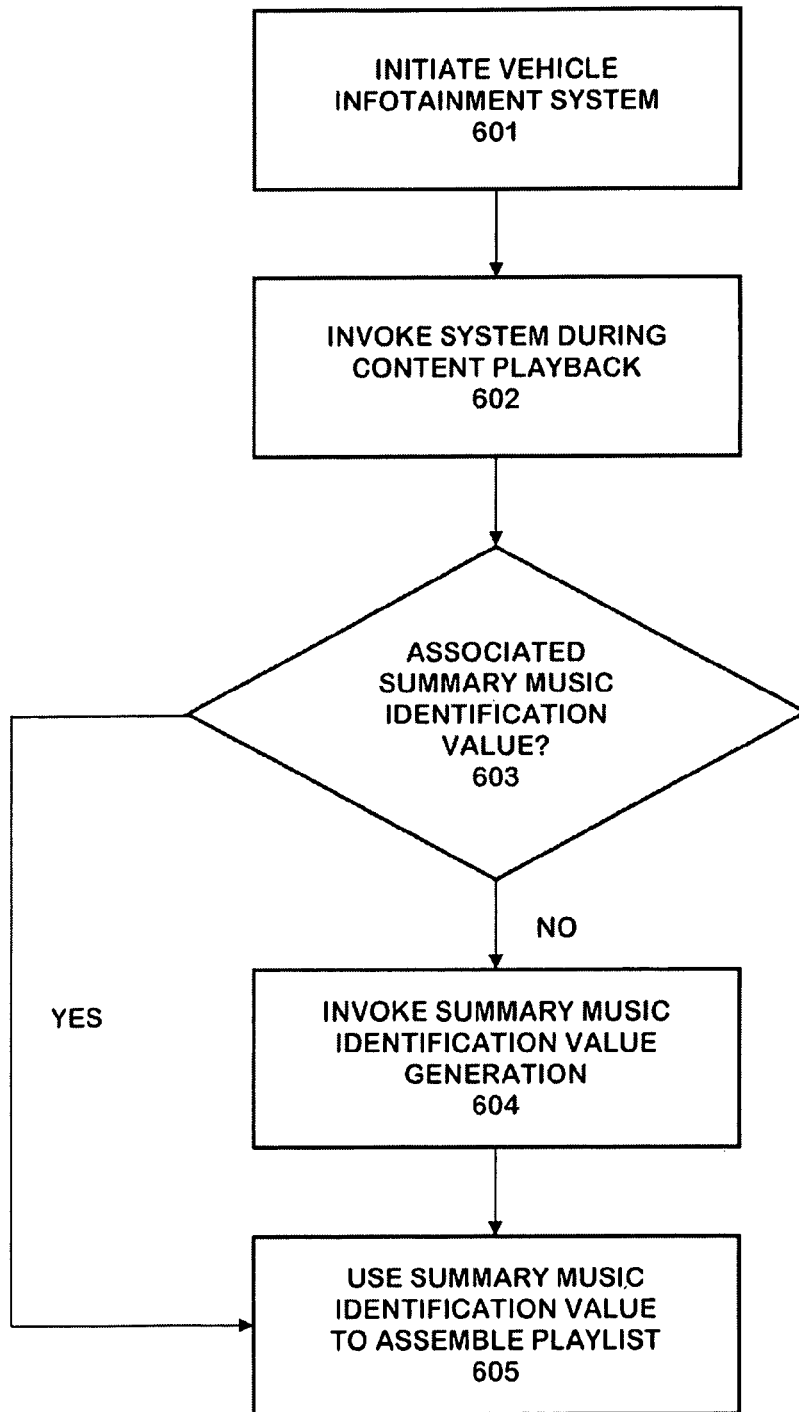 INITIATE VEHICLE
INFOTAINMENT SYSTEM
601
INVOKE SYSTEM DURING
CONTENT PLAYBACK
602
ASSOCIATED
SUMMARY MUSIC
IDENTIFICATION
VALUE?
603
NO
YES
INVOKE SUMMARY MUSIC
IDENTIFICATION VALUE
GENERATION
604
USE SUMMARY MUSIC
IDENTIFICATION VALUE
TO ASSEMBLE PLAYLIST
605